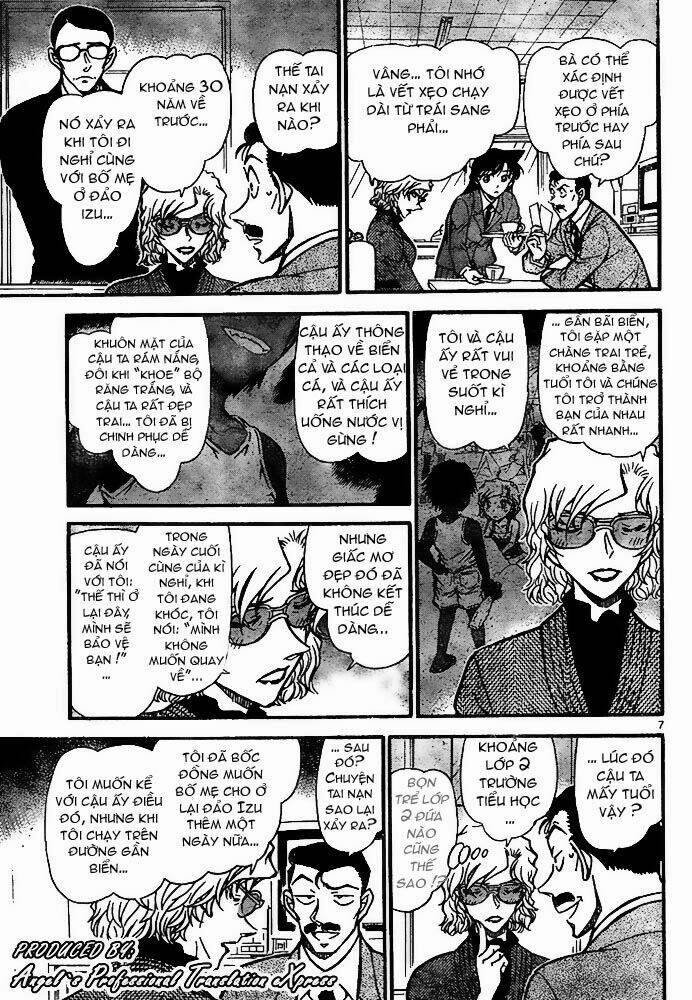 BÀ CÓ THỂ
XÁC ĐỊNH
ĐƯỢC VẾT
XẸO Ở PHÍA
TRƯỚC HAY
PHÍA SAU
CHỨ?
VÂNG... TÔI NHỚ
LÀ VẾT XẸO CHẠY
DÀI TỪ TRÁI SANG
PHẢI...
THẾ TAI
NẠN XẢY
RA KHI
NÀO?
KHOẢNG 30
NĂM VỀ
TRƯỚC...
NÓ XẢY RA
KHI TÔI ĐI
NGHỈ CÙNG
VỚI BỐ MẸ
Ở ĐẢO
IZU
... GẦN BÃI BIỂN,
TÔI GẶP MỘT
CHÀNG TRAI TRẺ,
KHOẢNG BẰNG
TUỔI TÔI VÀ CHÚNG
TÔI TRỞ THÀNH
BẠN CỦA NHAU
RẤT NHANH...
TÔI VÀ CẬU
ẤY RẤT VUI
VẺ TRONG
SUỐT KÌ
NGHỈ...
CẬU ẤY THÔNG
THẠO VỀ BIỂN
CẢ VÀ CÁC LOẠI
CÁ, VÀ CẬU ẤY
RẤT THÍCH
UỐNG NƯỚC VỊ
GỪNG !
KHUÔN MẶT CỦA
CẬU TA RÁM NẮNG,
ĐÔI KHI "KHOE" BỘ
RĂNG TRẮNG, VÀ
CẬU TA RẤT ĐẸP
TRAI... TÔI ĐÃ BỊ
CHINH PHỤC DỄ
DÀNG...
NHƯNG
GIẤC MƠ
ĐẸP ĐÓ ĐÃ
KHÔNG KẾT
THÚC DỄ
DÀNG...
TRONG
NGÀY CUỐI
CÙNG CỦA KÌ
NGHỈ, KHI
TÔI ĐANG
KHÓC, TÔI
NÓI: "MÌNH
KHÔNG
MUỐN QUAY
VỀ"...
CẬU ẤY
ĐÃ NÓI
VỚI TÔI:
"THẾ THÌ Ở
LẠI ĐÂY,
MÌNH SẼ
BẢO VỆ
BẠN !"
...
7
... LÚC ĐÓ
CẬU TA
MẤY TUỔI
VẬY ?
KHOẢNG
LỚP 2
TRƯỜNG
TIỂU HỌC
...
BỌN
TRẺ LỚP
2 ĐỨA
NÀO
CŨNG THẾ
SAO !?
... SAU
ĐÓ?
CHUYỆN
TAI NẠN
SAO LẠI
XẢY RA?
TÔI ĐÃ BỐC
ĐỒNG MUỐN
BỐ MẸ CHO Ở
LẠI ĐẢO IZU
THÊM MỘT
NGÀY NỮA...
TÔI MUỐN KỂ
VỚI CẬU ẤY ĐIỀU
ĐÓ, NHƯNG KHI
TÔI CHẠY TRÊN
ĐƯỜNG GẦN
BIỂN...
PRODUCED BY:
Angel's Professional Translation eXpress